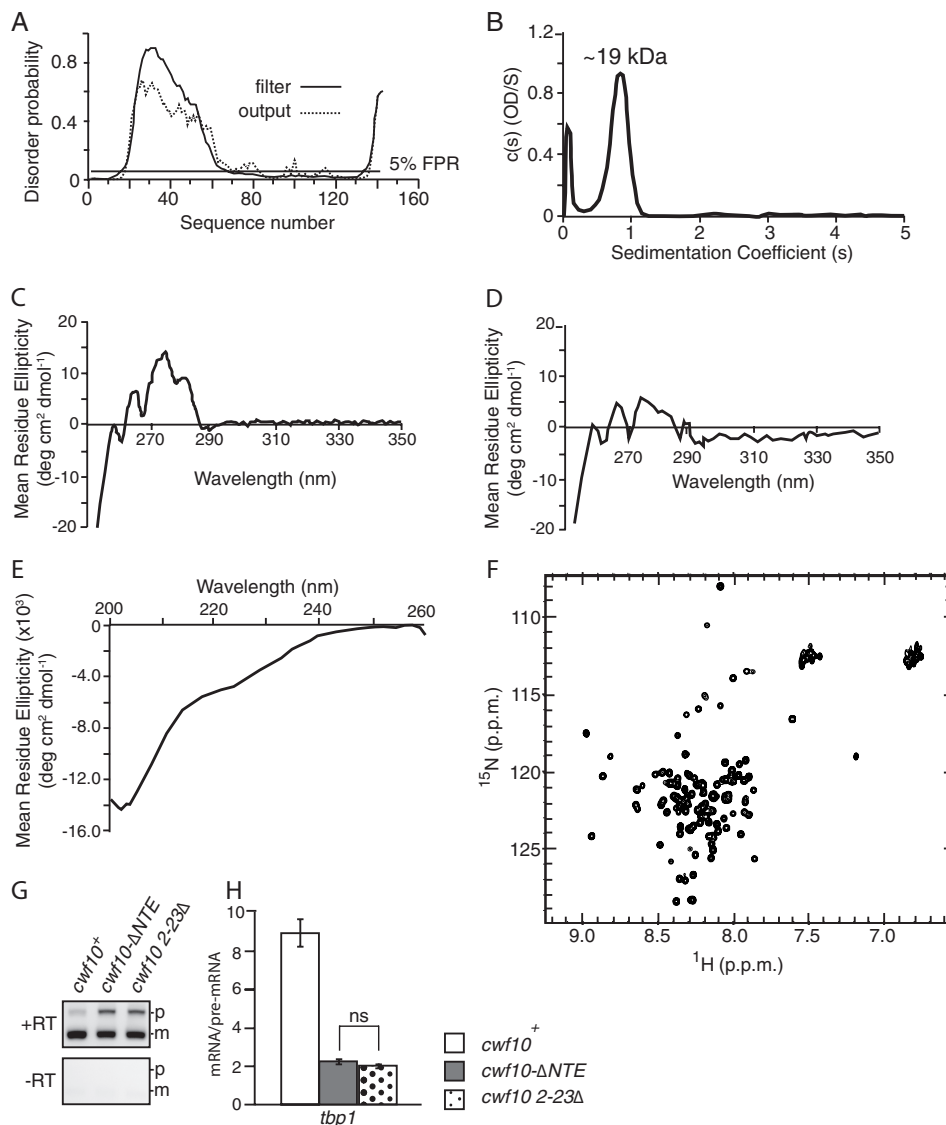 A
Disorder probability
0.8
0.4
0
filter
output
5% FPR
0 40 80 120 160
Sequence number
B
c(s) (OD/S)
1.2
0.8
0.4
0
~19 kDa
0 1 2 3 4 5
Sedimentation Coefficient (s)
C
Mean Residue Ellipticity
(deg cm² dmol⁻¹)
20
10
0
-10
-20
270 290 310 330 350
Wavelength (nm)
D
Mean Residue Ellipticity
(deg cm² dmol⁻¹)
20
10
0
-10
-20
270 290 310 330 350
Wavelength (nm)
E
Wavelength (nm)
200 220 240 260
Mean Residue Ellipticity (x10³)
(deg cm² dmol⁻¹)
0
-4.0
-8.0
-12.0
-16.0
F
¹⁵N (p.p.m.)
110
115
120
125
9.0 8.5 8.0 7.5 7.0
¹H (p.p.m.)
G
cwf10⁺
cwf10-ΔNTE
cwf10 2-23Δ
+RT
-p
-m
-RT
-p
-m
H
mRNA/pre-mRNA
10
8
6
4
2
0
ns
tbp1
cwf10⁺
cwf10-ΔNTE
cwf10 2-23Δ